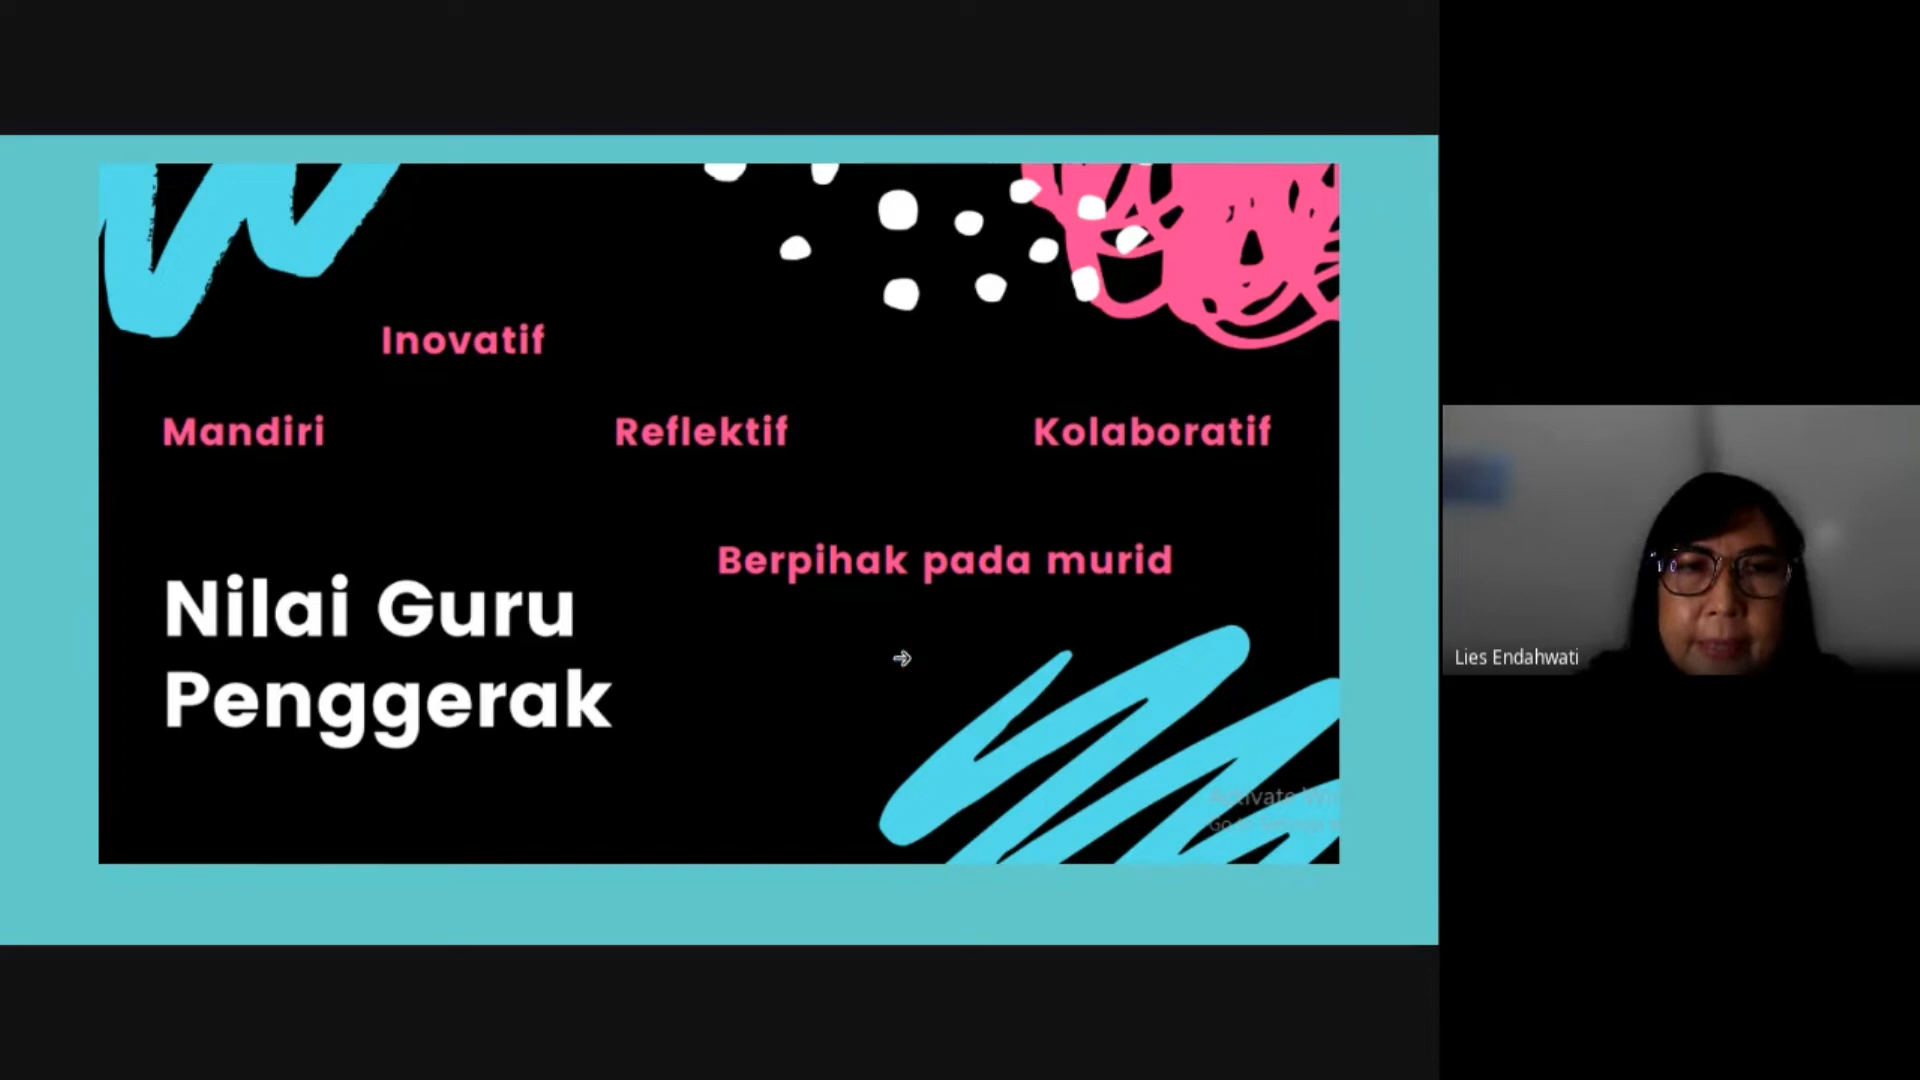 Inovatif
Mandiri
Reflektif
Kolaboratif
Berpihak pada murid
Nilai Guru
Penggerak
Lies Endahwati